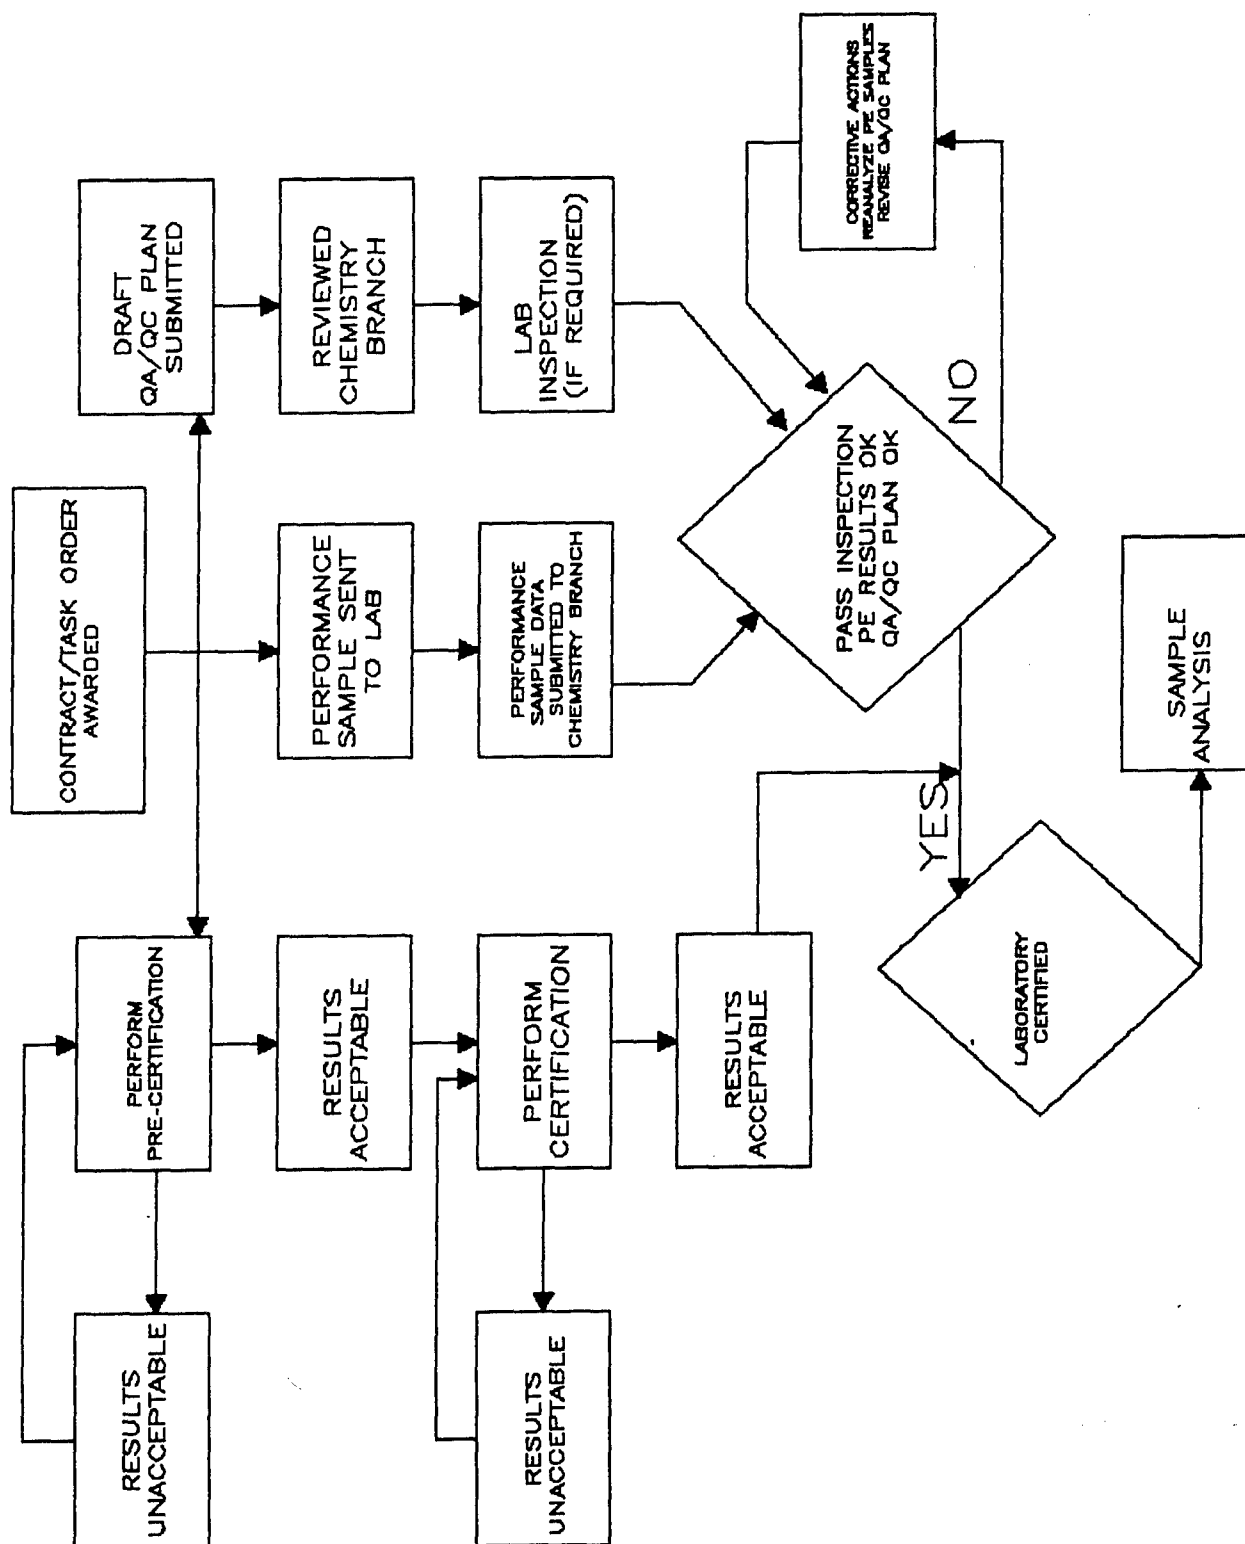 CONTRACT/TASK ORDER
AWARDED
DRAFT
QA/QC PLAN
SUBMITTED
PERFORM
PRE-CERTIFICATION
RESULTS
UNACCEPTABLE
REVIEWED
CHEMISTRY
BRANCH
PERFORMANCE
SAMPLE SENT
TO LAB
RESULTS
ACCEPTABLE
LAB
INSPECTION
(IF REQUIRED)
PERFORMANCE
SAMPLE DATA
SUBMITTED TO
CHEMISTRY BRANCH
PERFORM
CERTIFICATION
RESULTS
UNACCEPTABLE
RESULTS
ACCEPTABLE
CORRECTIVE ACTIONS
REANALYZE PE SAMPLES
REVISE QA/QC PLAN
PASS INSPECTION
PE RESULTS OK
QA/QC PLAN OK
NO
YES
LABORATORY
CERTIFIED
SAMPLE
ANALYSIS